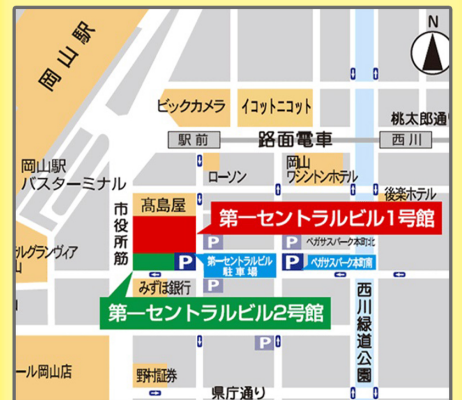 岡山駅
N
ビックカメラ
イコットニコット
桃太郎通り
駅前
路面電車
西川
岡山駅
バスターミナル
ローソン
岡山
ワシントンホテル
後楽ホテル
髙島屋
市役所筋
第一セントラルビル1号館
P
ペガサスパーク本町北
ルグランヴィア
山
P
第一セントラルビル
駐車場
P
ペガサスパーク本町南
みずほ銀行
P
第一セントラルビル2号館
西川緑道公園
P
ール岡山店
野村証券
県庁通り